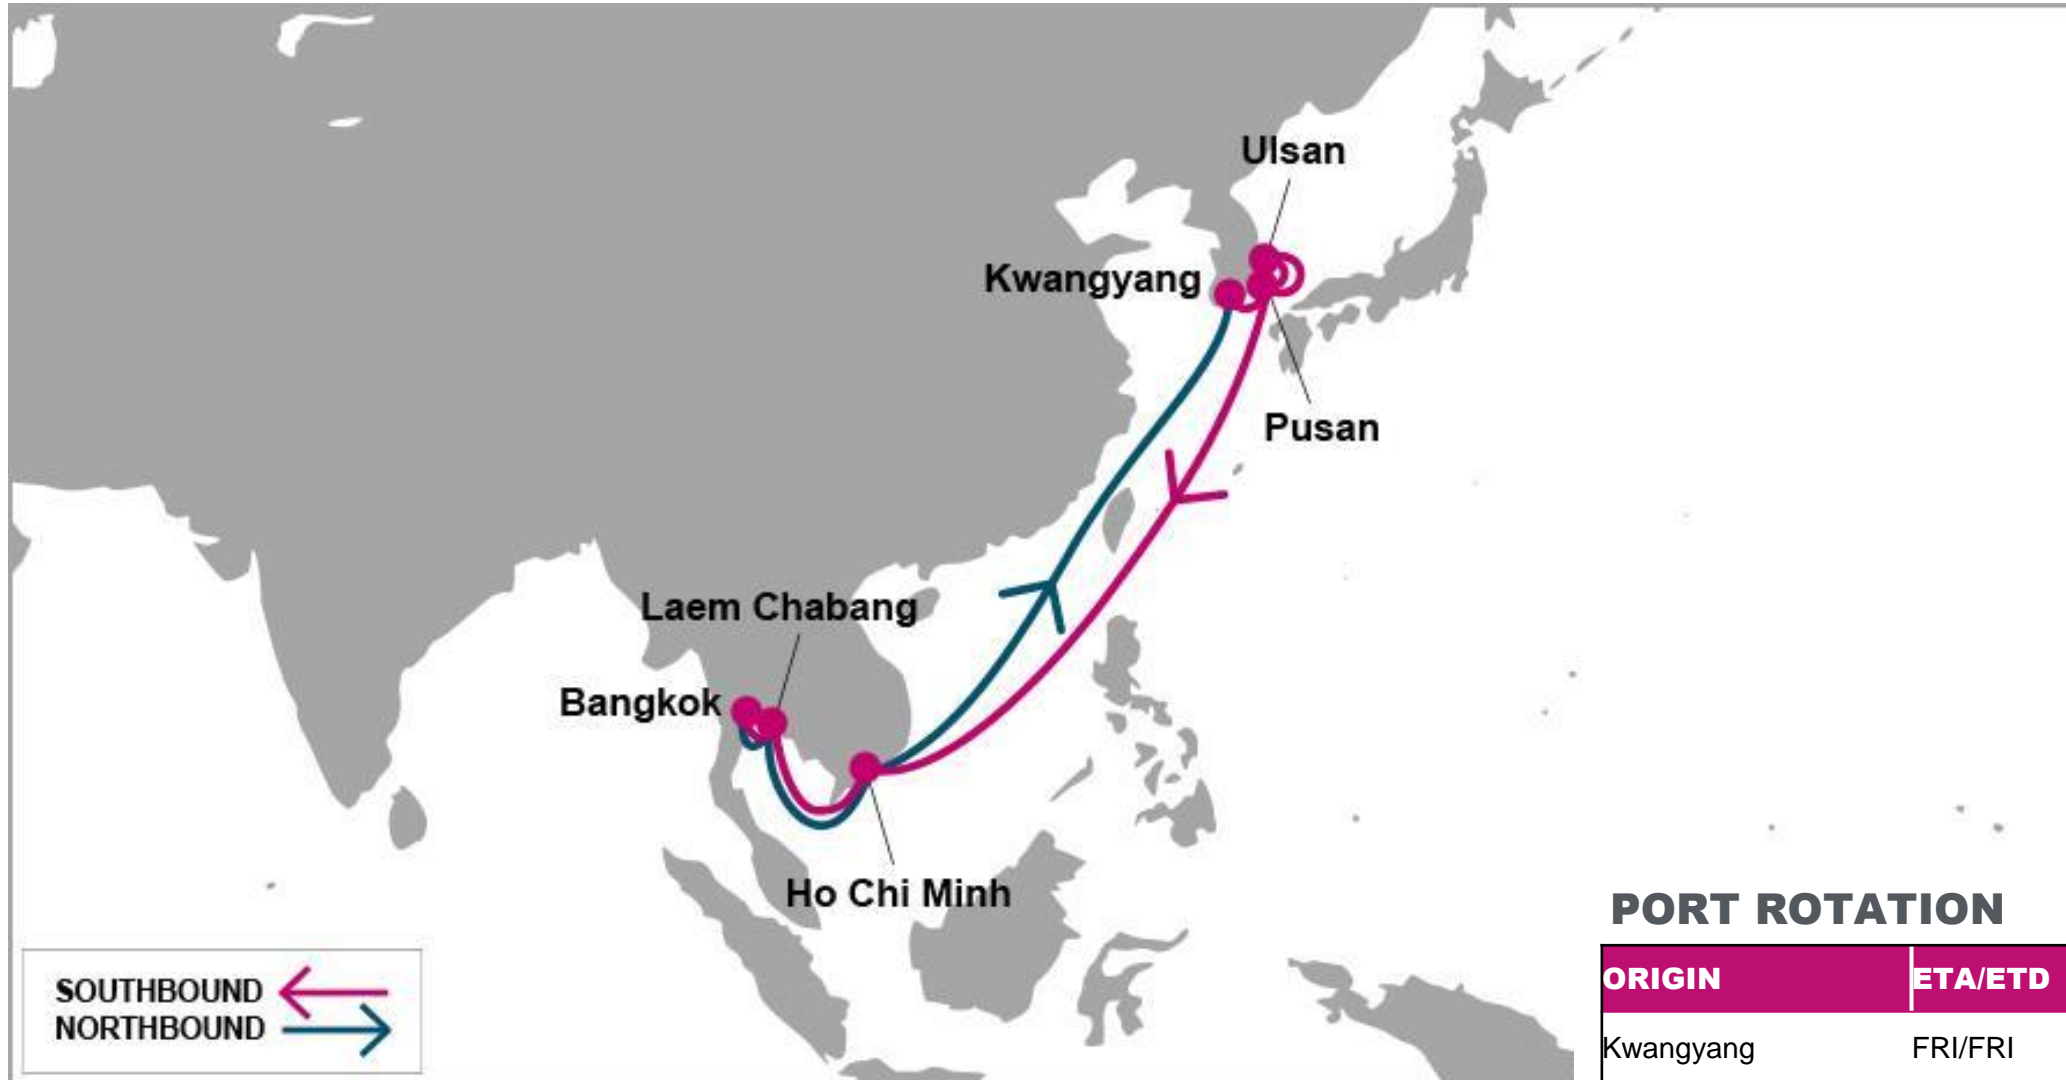 Ulsan
Kwangyang
Pusan
Laem Chabang
Bangkok
Ho Chi Minh
SOUTHBOUND
NORTHBOUND
PORT ROTATION
ORIGIN ETA/ETD
Kwangyang FRI/FRI